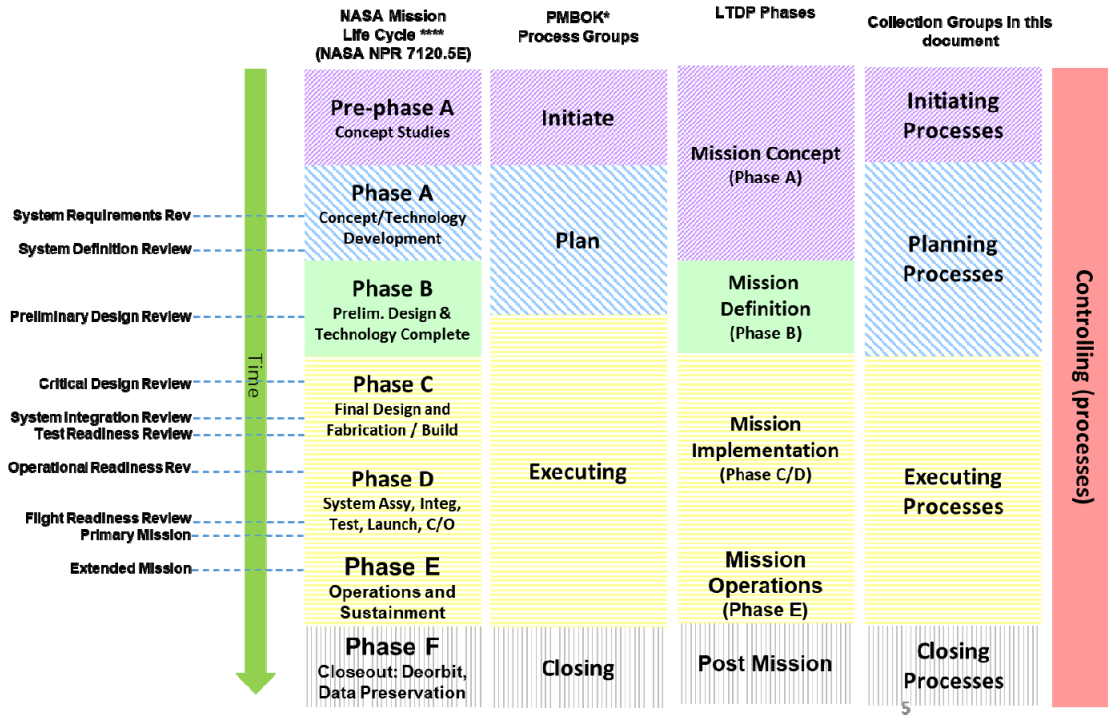 NASA Mission
Life Cycle ****
(NASA NPR 7120.5E)
PMBOK*
Process Groups
LTDP Phases
Collection Groups in this
document
Time
System Requirements Rev
System Definition Review
Preliminary Design Review
Critical Design Review
System Integration Review
Test Readiness Review
Operational Readiness Rev
Flight Readiness Review
Primary Mission
Extended Mission
Pre-phase A
Concept Studies
Phase A
Concept/Technology
Development
Phase B
Prelim. Design &
Technology Complete
Phase C
Final Design and
Fabrication / Build
Phase D
System Assy, Integ,
Test, Launch, C/O
Phase E
Operations and
Sustainment
Phase F
Closeout: Deorbit,
Data Preservation
Initiate
Plan
Executing
Closing
Mission Concept
(Phase A)
Mission
Definition
(Phase B)
Mission
Implementation
(Phase C/D)
Mission
Operations
(Phase E)
Post Mission
Initiating
Processes
Planning
Processes
Executing
Processes
Closing
Processes
Controlling (processes)
5